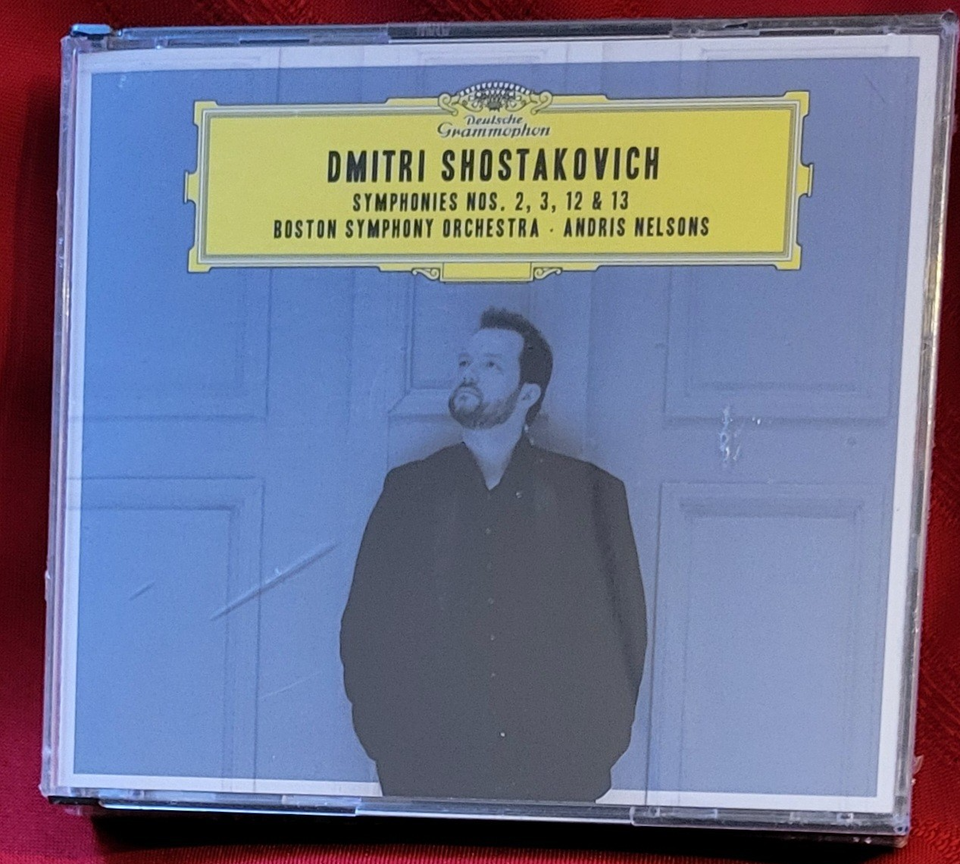 Deutsche
Grammophon
DMITRI SHOSTAKOVICH
SYMPHONIES NOS. 2, 3, 12 & 13
BOSTON SYMPHONY ORCHESTRA · ANDRIS NELSONS